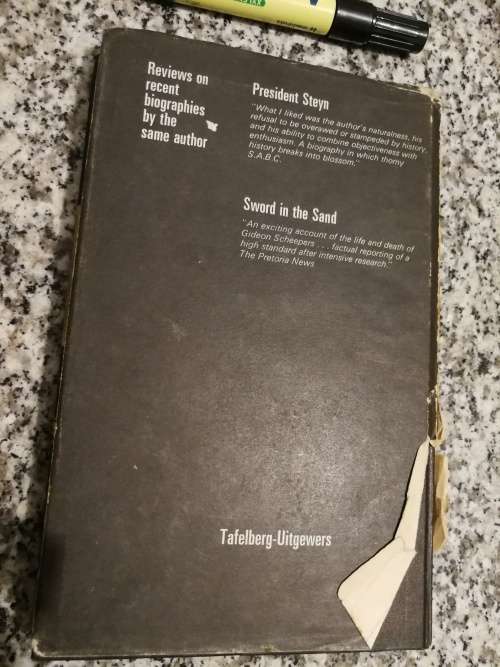 Reviews on
recent
biographies
by the
same author
President Steyn
"What I liked was the author's naturalness, his
refusal to be overawed or stampeded by history,
and his ability to combine objectiveness with
enthusiasm. A biography in which thorny
history breaks into blossom."
S.A.B.C.
Sword in the Sand
"An exciting account of the life and death of
Gideon Scheepers . . . factual reporting of a
high standard after intensive research."
The Pretoria News
Tafelberg-Uitgewers